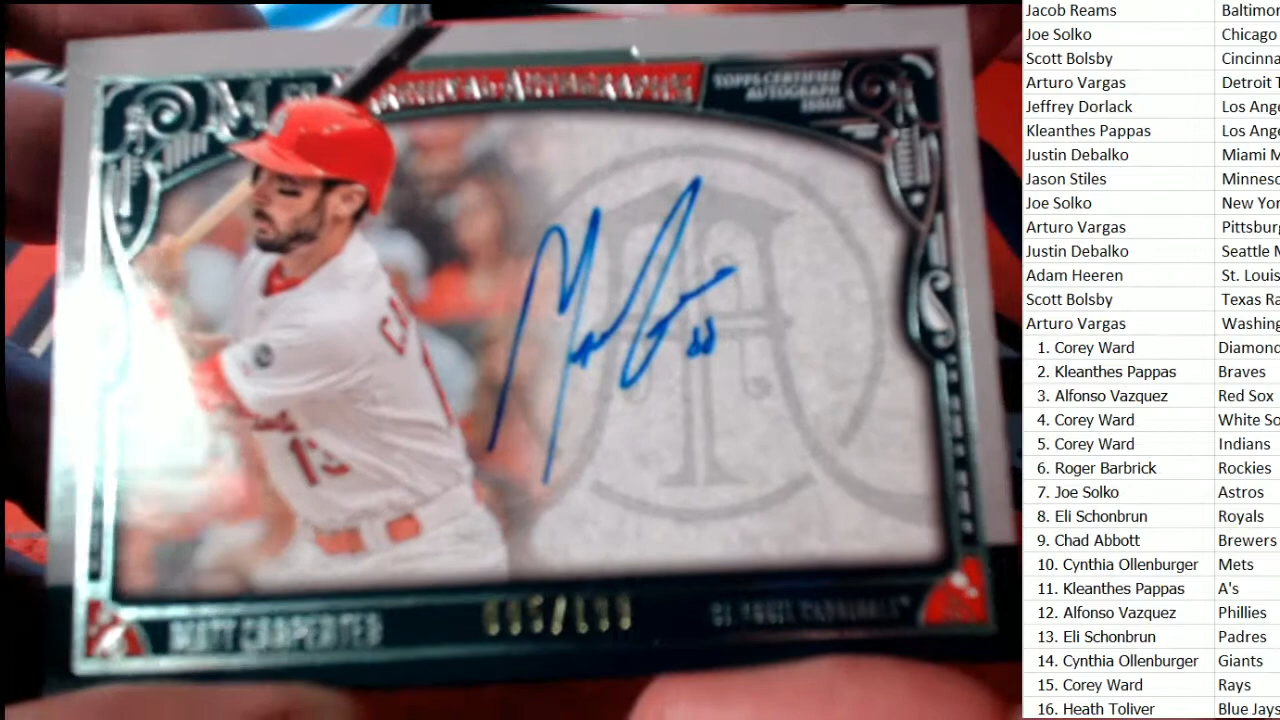 TOPPS CERTIFIED
AUTOGRAPH
ISSUE
13
MATT CARPENTER
ST. LOUIS CARDINALS
Jacob Reams Baltimor
Joe Solko Chicago
Scott Bolsby Cincinna
Arturo Vargas Detroit T
Jeffrey Dorlack Los Ange
Kleanthes Pappas Los Ange
Justin Debalko Miami M
Jason Stiles Minneso
Joe Solko New Yor
Arturo Vargas Pittsburg
Justin Debalko Seattle M
Adam Heeren St. Louis
Scott Bolsby Texas Ra
Arturo Vargas Washing
1. Corey Ward Diamond
2. Kleanthes Pappas Braves
3. Alfonso Vazquez Red Sox
4. Corey Ward White So
5. Corey Ward Indians
6. Roger Barbrick Rockies
7. Joe Solko Astros
8. Eli Schonbrun Royals
9. Chad Abbott Brewers
10. Cynthia Ollenburger Mets
11. Kleanthes Pappas A's
12. Alfonso Vazquez Phillies
13. Eli Schonbrun Padres
14. Cynthia Ollenburger Giants
15. Corey Ward Rays
16. Heath Toliver Blue Jays